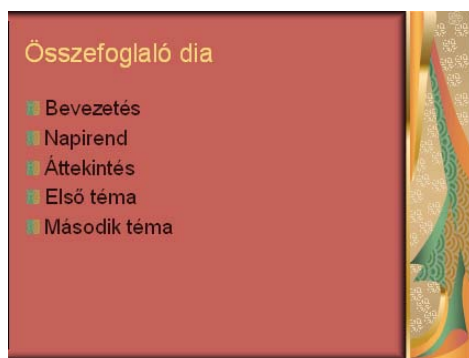 Összefoglaló dia
Bevezetés
Napirend
Áttekintés
Első téma
Második téma